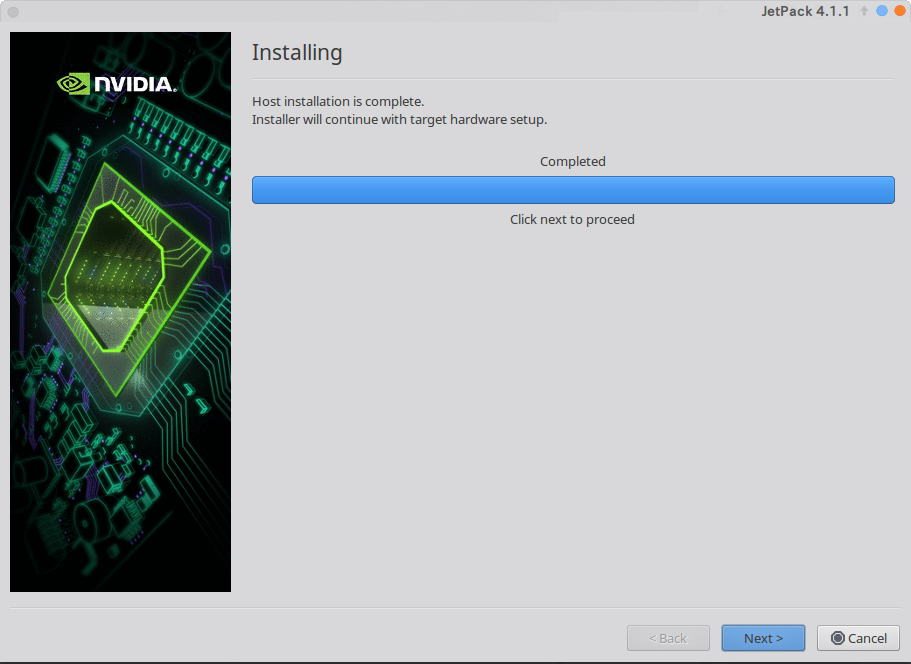 JetPack 4.1.1
NVIDIA.
Installing
Host installation is complete.
Installer will continue with target hardware setup.
Completed
Click next to proceed
< Back
Next >
Cancel